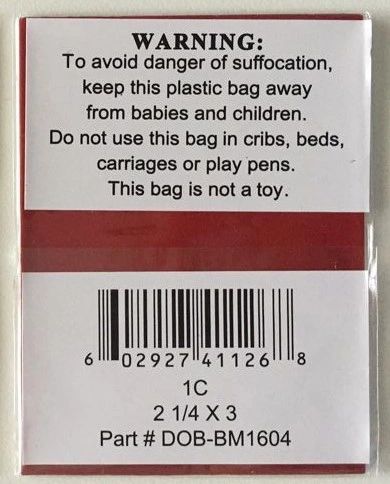 WARNING:
To avoid danger of suffocation,
keep this plastic bag away
from babies and children.
Do not use this bag in cribs, beds,
carriages or play pens.
This bag is not a toy.
6 02927 41126 8
1C
2 1/4 X 3
Part # DOB-BM1604